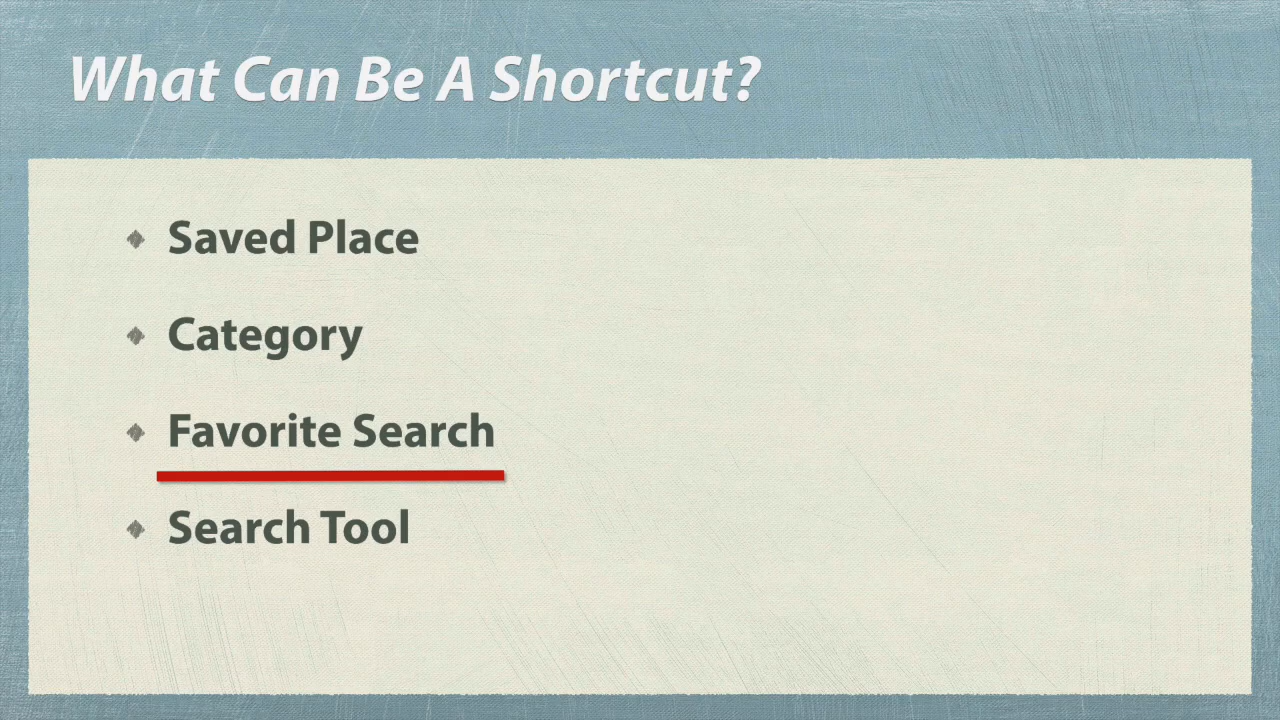 What Can Be A Shortcut?
Saved Place
Category
Favorite Search
Search Tool